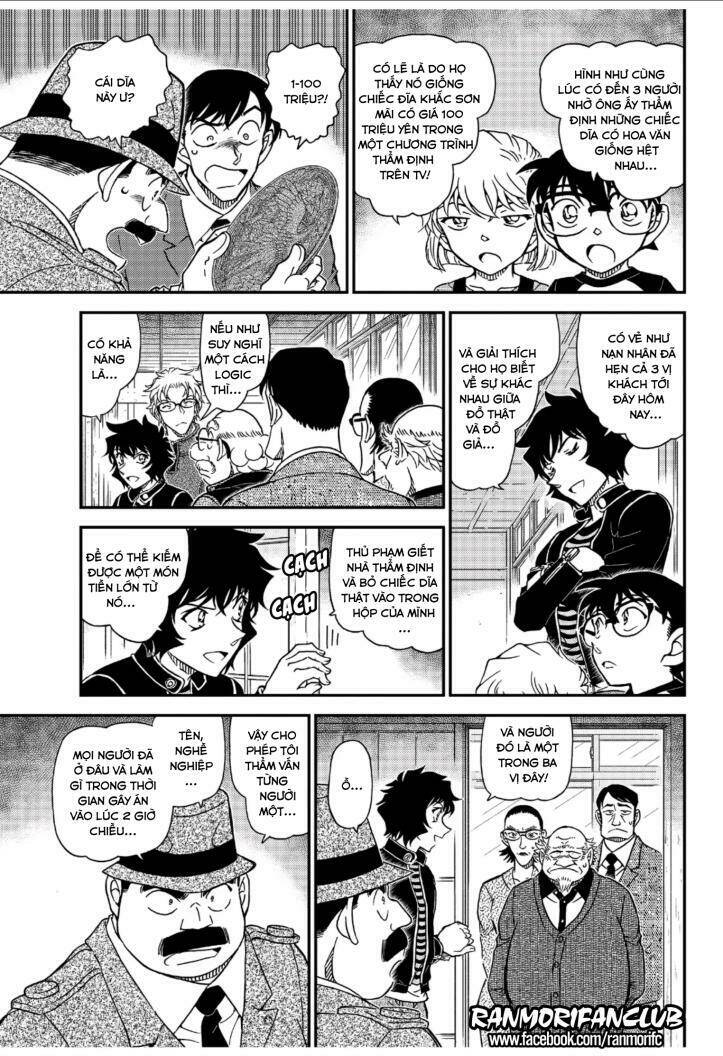 HÌNH NHƯ CÙNG
LÚC CÓ ĐẾN 3 NGƯỜI
NHỜ ÔNG ẤY THẨM
ĐỊNH NHỮNG CHIẾC
DĨA CÓ HOA VĂN
GIỐNG HỆT
NHAU...
CÓ LẼ LÀ DO HỌ
THẤY NÓ GIỐNG
CHIẾC ĐĨA KHẮC SƠN
MÀI CÓ GIÁ 100
TRIỆU YÊN TRONG
MỘT CHƯƠNG TRÌNH
THẨM ĐỊNH
TRÊN TV!
1-100
TRIỆU?!
CÁI DĨA
NÀY Ư?
CÓ VẺ NHƯ
NẠN NHÂN ĐÃ
HẸN CẢ 3 VỊ
KHÁCH TỚI
ĐÂY HÔM
NAY...
VÀ GIẢI THÍCH
CHO HỌ BIẾT
VỀ SỰ KHÁC
NHAU GIỮA
ĐỒ THẬT
VÀ ĐỒ
GIẢ...
NẾU NHƯ
SUY NGHĨ
MỘT CÁCH
LOGIC
THÌ...
CÓ KHẢ
NĂNG
LÀ...
THỦ PHẠM GIẾT
NHÀ THẨM ĐỊNH
VÀ BỎ CHIẾC DĨA
THẬT VÀO TRONG
HỘP CỦA MÌNH
...
CẠCH
CẠCH
ĐỂ CÓ THỂ KIẾM
ĐƯỢC MỘT MÓN
TIỀN LỚN TỪ
NÓ...
VÀ NGƯỜI
ĐÓ LÀ MỘT
TRONG BA
VỊ ĐÂY!
Ồ...
VẬY CHO
PHÉP TÔI
THẨM VẤN
TỪNG
NGƯỜI
MỘT...
TÊN,
NGHỀ
NGHIỆP
...
MỌI NGƯỜI ĐÃ
Ở ĐÂU VÀ LÀM
GÌ TRONG THỜI
GIAN GÂY ÁN
VÀO LÚC 2 GIỜ
CHIỀU...
RANMORIFANCLUB
www.facebook.com/ranmorifc